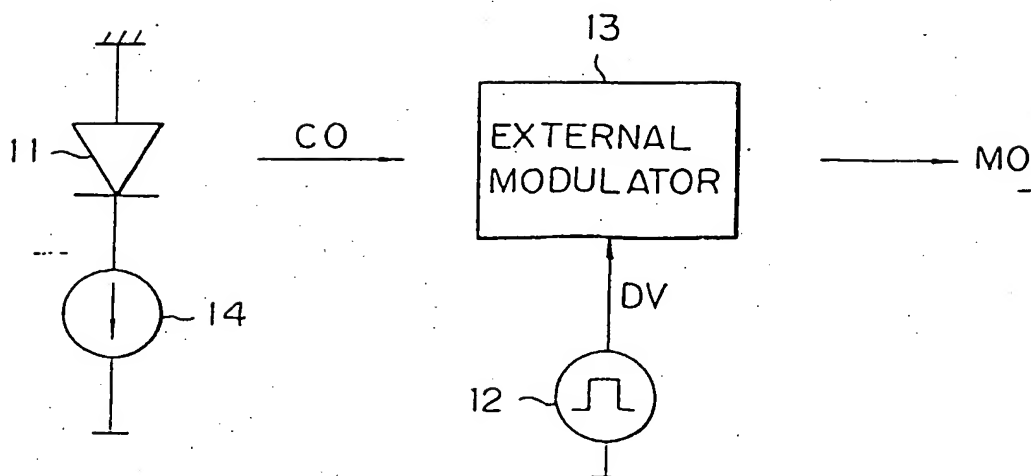 13
11
CO
EXTERNAL
MODULATOR
MO
14
DV
12